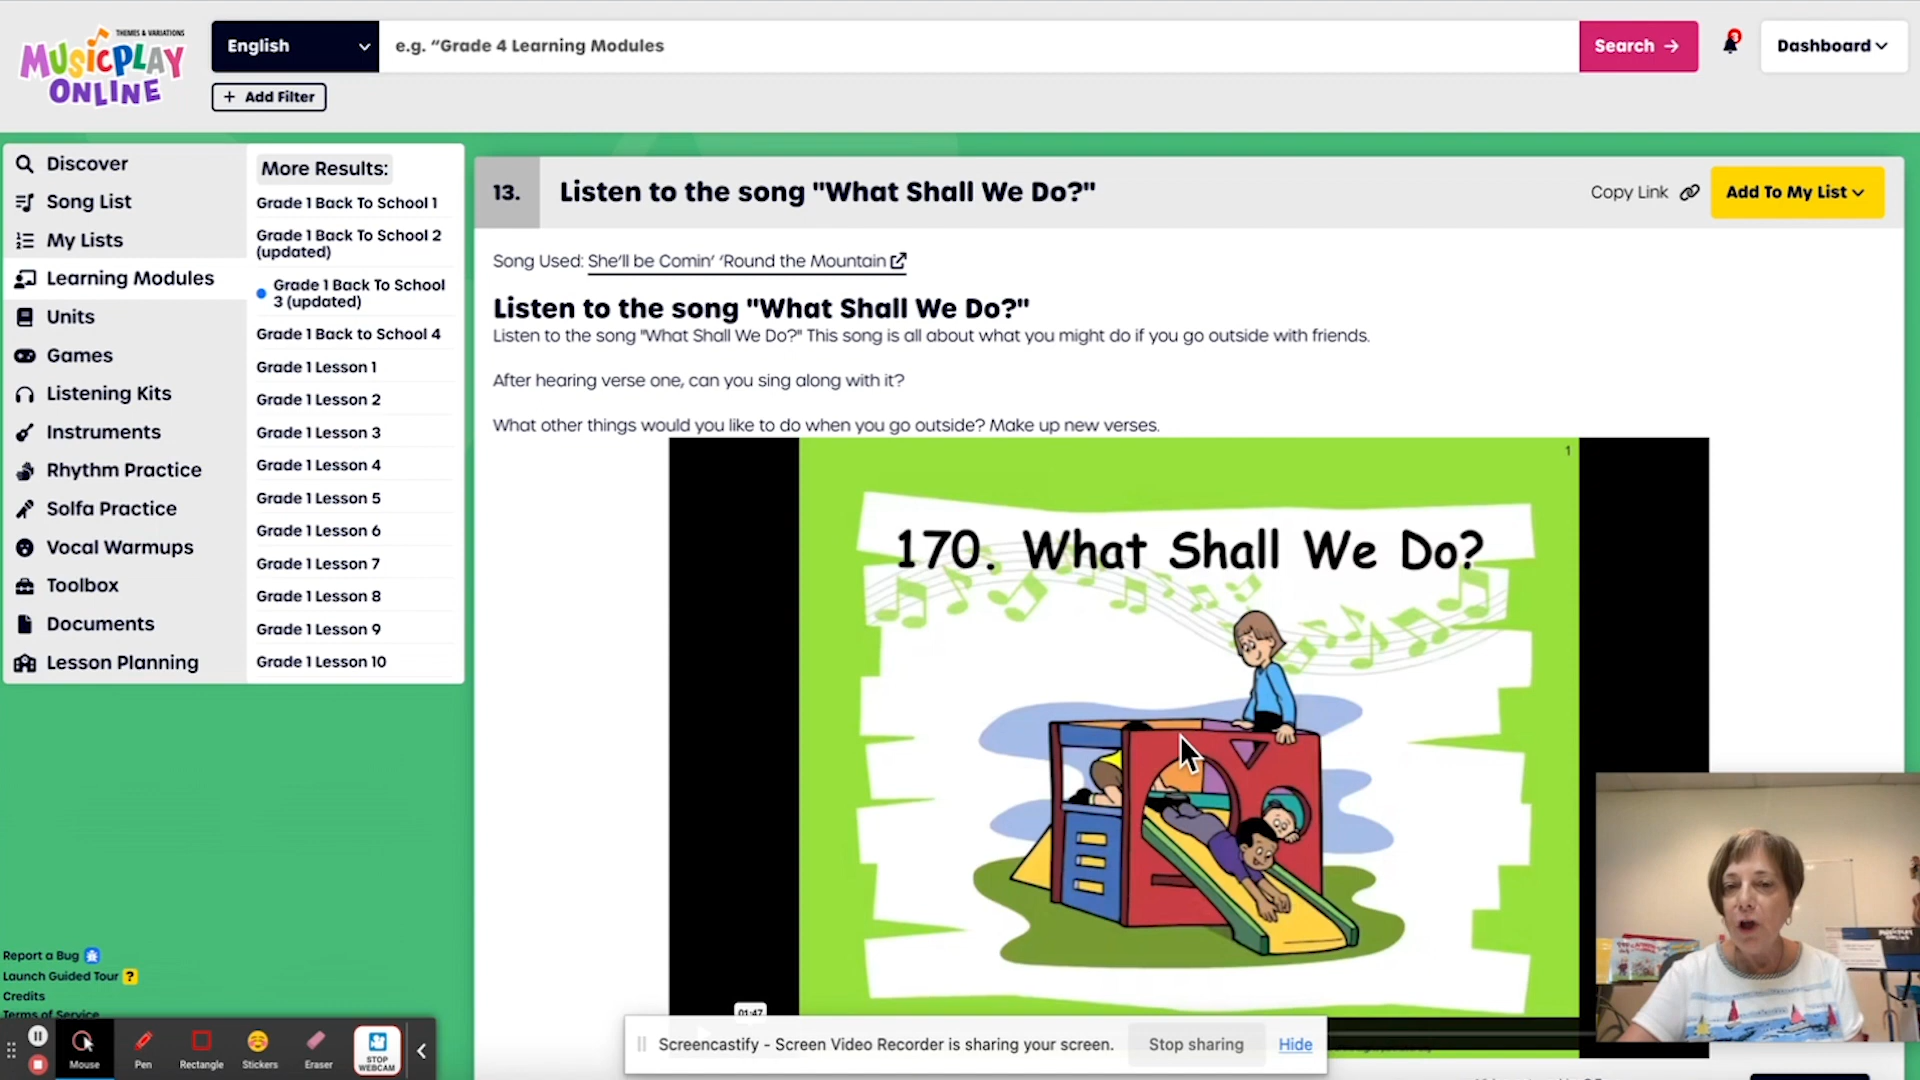 THEMES & VARIATIONS
MUSICPLAY
ONLINE
English
e.g. “Grade 4 Learning Modules
Search →
3
Dashboard
+ Add Filter
Discover
Song List
My Lists
Learning Modules
Units
Games
Listening Kits
Instruments
Rhythm Practice
Solfa Practice
Vocal Warmups
Toolbox
Documents
Lesson Planning
More Results:
Grade 1 Back To School 1
Grade 1 Back To School 2
(updated)
Grade 1 Back To School
3 (updated)
Grade 1 Back to School 4
Grade 1 Lesson 1
Grade 1 Lesson 2
Grade 1 Lesson 3
Grade 1 Lesson 4
Grade 1 Lesson 5
Grade 1 Lesson 6
Grade 1 Lesson 7
Grade 1 Lesson 8
Grade 1 Lesson 9
Grade 1 Lesson 10
13. Listen to the song "What Shall We Do?"
Copy Link
Add To My List
Song Used: She’ll be Comin’ ‘Round the Mountain
Listen to the song "What Shall We Do?"
Listen to the song "What Shall We Do?" This song is all about what you might do if you go outside with friends.
After hearing verse one, can you sing along with it?
What other things would you like to do when you go outside? Make up new verses.
1
170. What Shall We Do?
01:47
Report a Bug
Launch Guided Tour ?
Credits
Terms of Service
Mouse
Pen
Rectangle
Stickers
Eraser
STOP
WEBCAM
Screencastify - Screen Video Recorder is sharing your screen.
Stop sharing
Hide